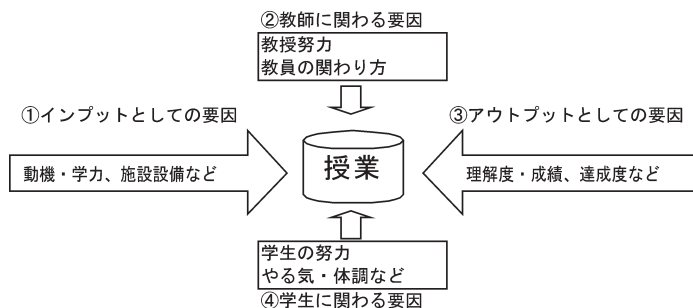 ②教師に関わる要因
教授努力
教員の関わり方
①インプットとしての要因
③アウトプットとしての要因
動機・学力、施設設備など
授業
理解度・成績、達成度など
学生の努力
やる気・体調など
④学生に関わる要因